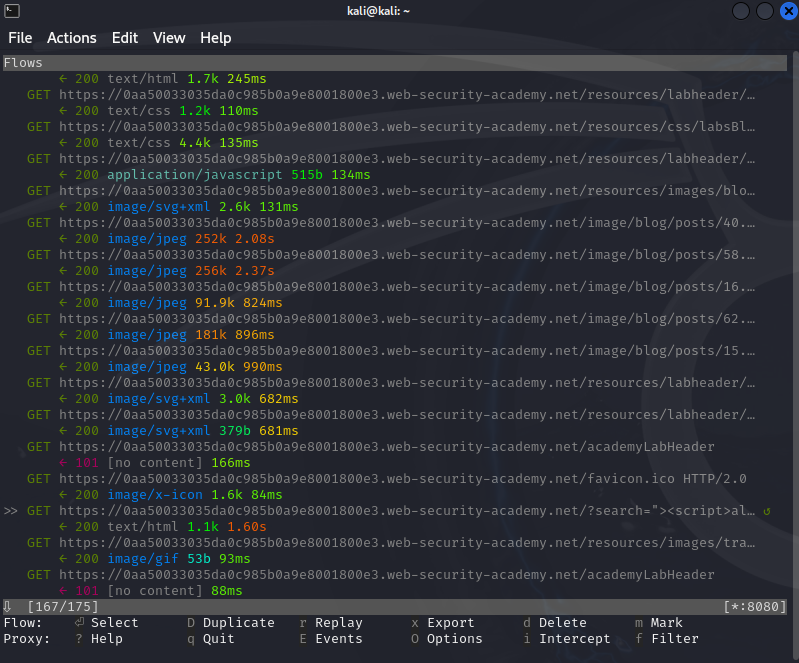 kali@kali: ~
File Actions Edit View Help
Flows
← 200 text/html 1.7k 245ms
GET https://0aa50033035da0c985b0a9e8001800e3.web-security-academy.net/resources/labheader/…
← 200 text/css 1.2k 110ms
GET https://0aa50033035da0c985b0a9e8001800e3.web-security-academy.net/resources/css/labsBl…
← 200 text/css 4.4k 135ms
GET https://0aa50033035da0c985b0a9e8001800e3.web-security-academy.net/resources/labheader/…
← 200 application/javascript 515b 134ms
GET https://0aa50033035da0c985b0a9e8001800e3.web-security-academy.net/resources/images/blo…
← 200 image/svg+xml 2.6k 131ms
GET https://0aa50033035da0c985b0a9e8001800e3.web-security-academy.net/image/blog/posts/40.…
← 200 image/jpeg 252k 2.08s
GET https://0aa50033035da0c985b0a9e8001800e3.web-security-academy.net/image/blog/posts/58.…
← 200 image/jpeg 256k 2.37s
GET https://0aa50033035da0c985b0a9e8001800e3.web-security-academy.net/image/blog/posts/16.…
← 200 image/jpeg 91.9k 824ms
GET https://0aa50033035da0c985b0a9e8001800e3.web-security-academy.net/image/blog/posts/62.…
← 200 image/jpeg 181k 896ms
GET https://0aa50033035da0c985b0a9e8001800e3.web-security-academy.net/image/blog/posts/15.…
← 200 image/jpeg 43.0k 990ms
GET https://0aa50033035da0c985b0a9e8001800e3.web-security-academy.net/resources/labheader/…
← 200 image/svg+xml 3.0k 682ms
GET https://0aa50033035da0c985b0a9e8001800e3.web-security-academy.net/resources/labheader/…
← 200 image/svg+xml 379b 681ms
GET https://0aa50033035da0c985b0a9e8001800e3.web-security-academy.net/academyLabHeader
← 101 [no content] 166ms
GET https://0aa50033035da0c985b0a9e8001800e3.web-security-academy.net/favicon.ico HTTP/2.0
← 200 image/x-icon 1.6k 84ms
>> GET https://0aa50033035da0c985b0a9e8001800e3.web-security-academy.net/?search="><script>al… ↺
← 200 text/html 1.1k 1.60s
GET https://0aa50033035da0c985b0a9e8001800e3.web-security-academy.net/resources/images/tra…
← 200 image/gif 53b 93ms
GET https://0aa50033035da0c985b0a9e8001800e3.web-security-academy.net/academyLabHeader
← 101 [no content] 88ms
⇩ [167/175] [*:8080]
Flow: ⏎ Select D Duplicate r Replay x Export d Delete m Mark
Proxy: ? Help q Quit E Events O Options i Intercept f Filter